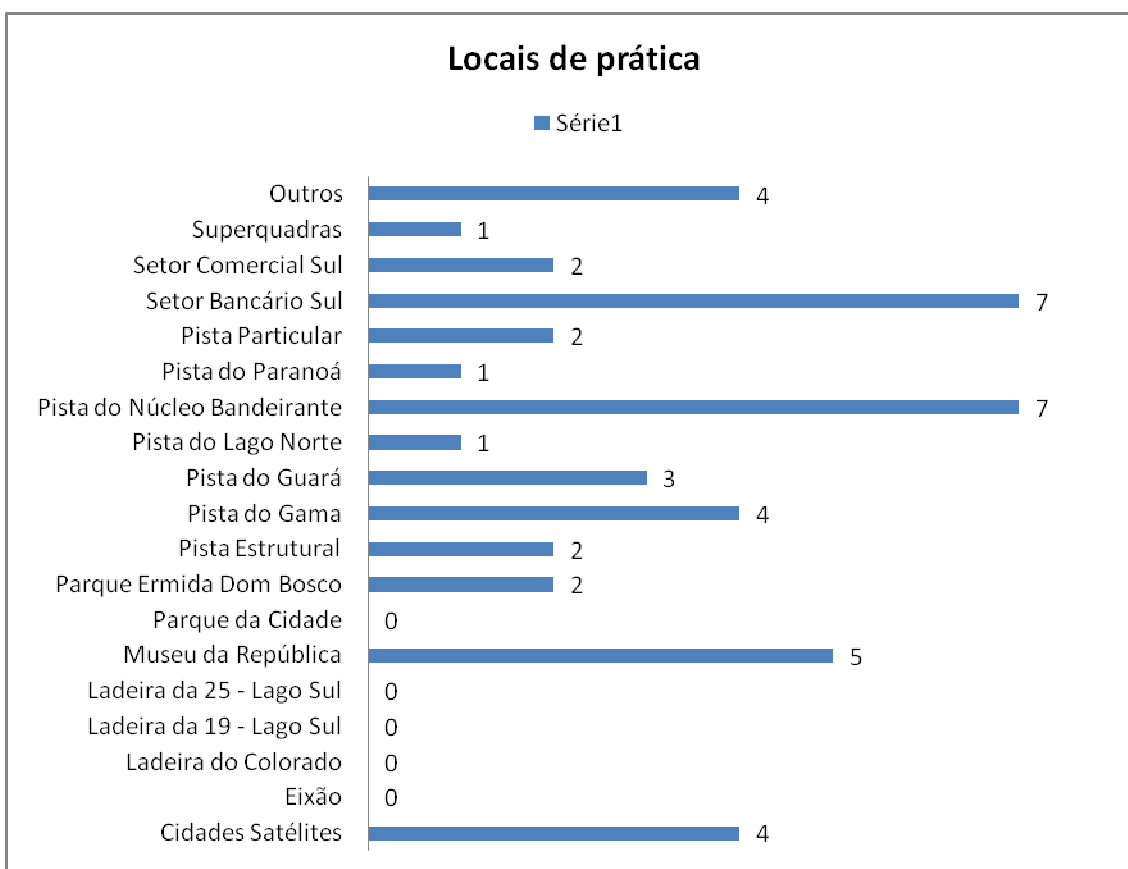 Locais de prática
Série1
Outros 4
Superquadras 1
Setor Comercial Sul 2
Setor Bancário Sul 7
Pista Particular 2
Pista do Paranoá 1
Pista do Núcleo Bandeirante 7
Pista do Lago Norte 1
Pista do Guará 3
Pista do Gama 4
Pista Estrutural 2
Parque Ermida Dom Bosco 2
Parque da Cidade 0
Museu da República 5
Ladeira da 25 - Lago Sul 0
Ladeira da 19 - Lago Sul 0
Ladeira do Colorado 0
Eixão 0
Cidades Satélites 4